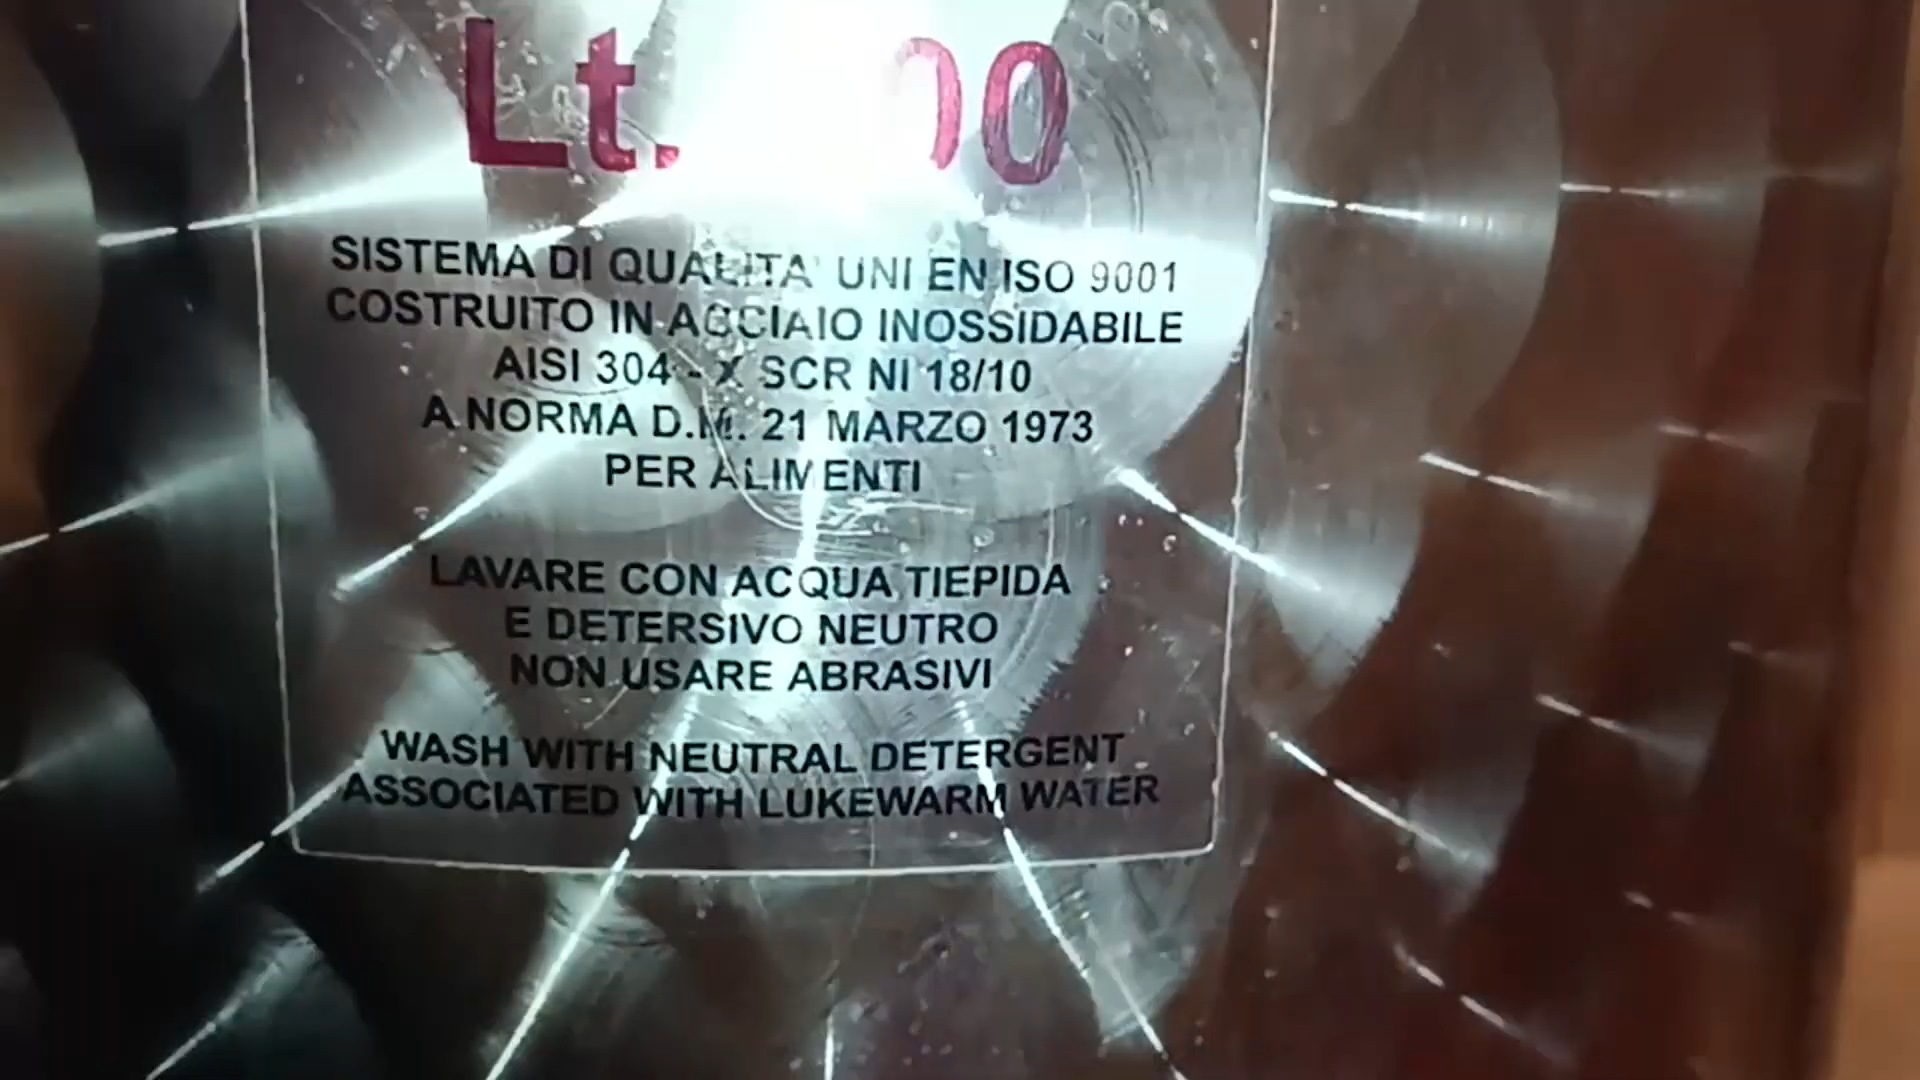 Lt.
SISTEMA DI QUALITA' UNI EN ISO 9001
COSTRUITO IN ACCIAIO INOSSIDABILE
AISI 304 - X SCR NI 18/10
A NORMA D.M. 21 MARZO 1973
PER ALIMENTI
LAVARE CON ACQUA TIEPIDA
E DETERSIVO NEUTRO
NON USARE ABRASIVI
WASH WITH NEUTRAL DETERGENT
ASSOCIATED WITH LUKEWARM WATER